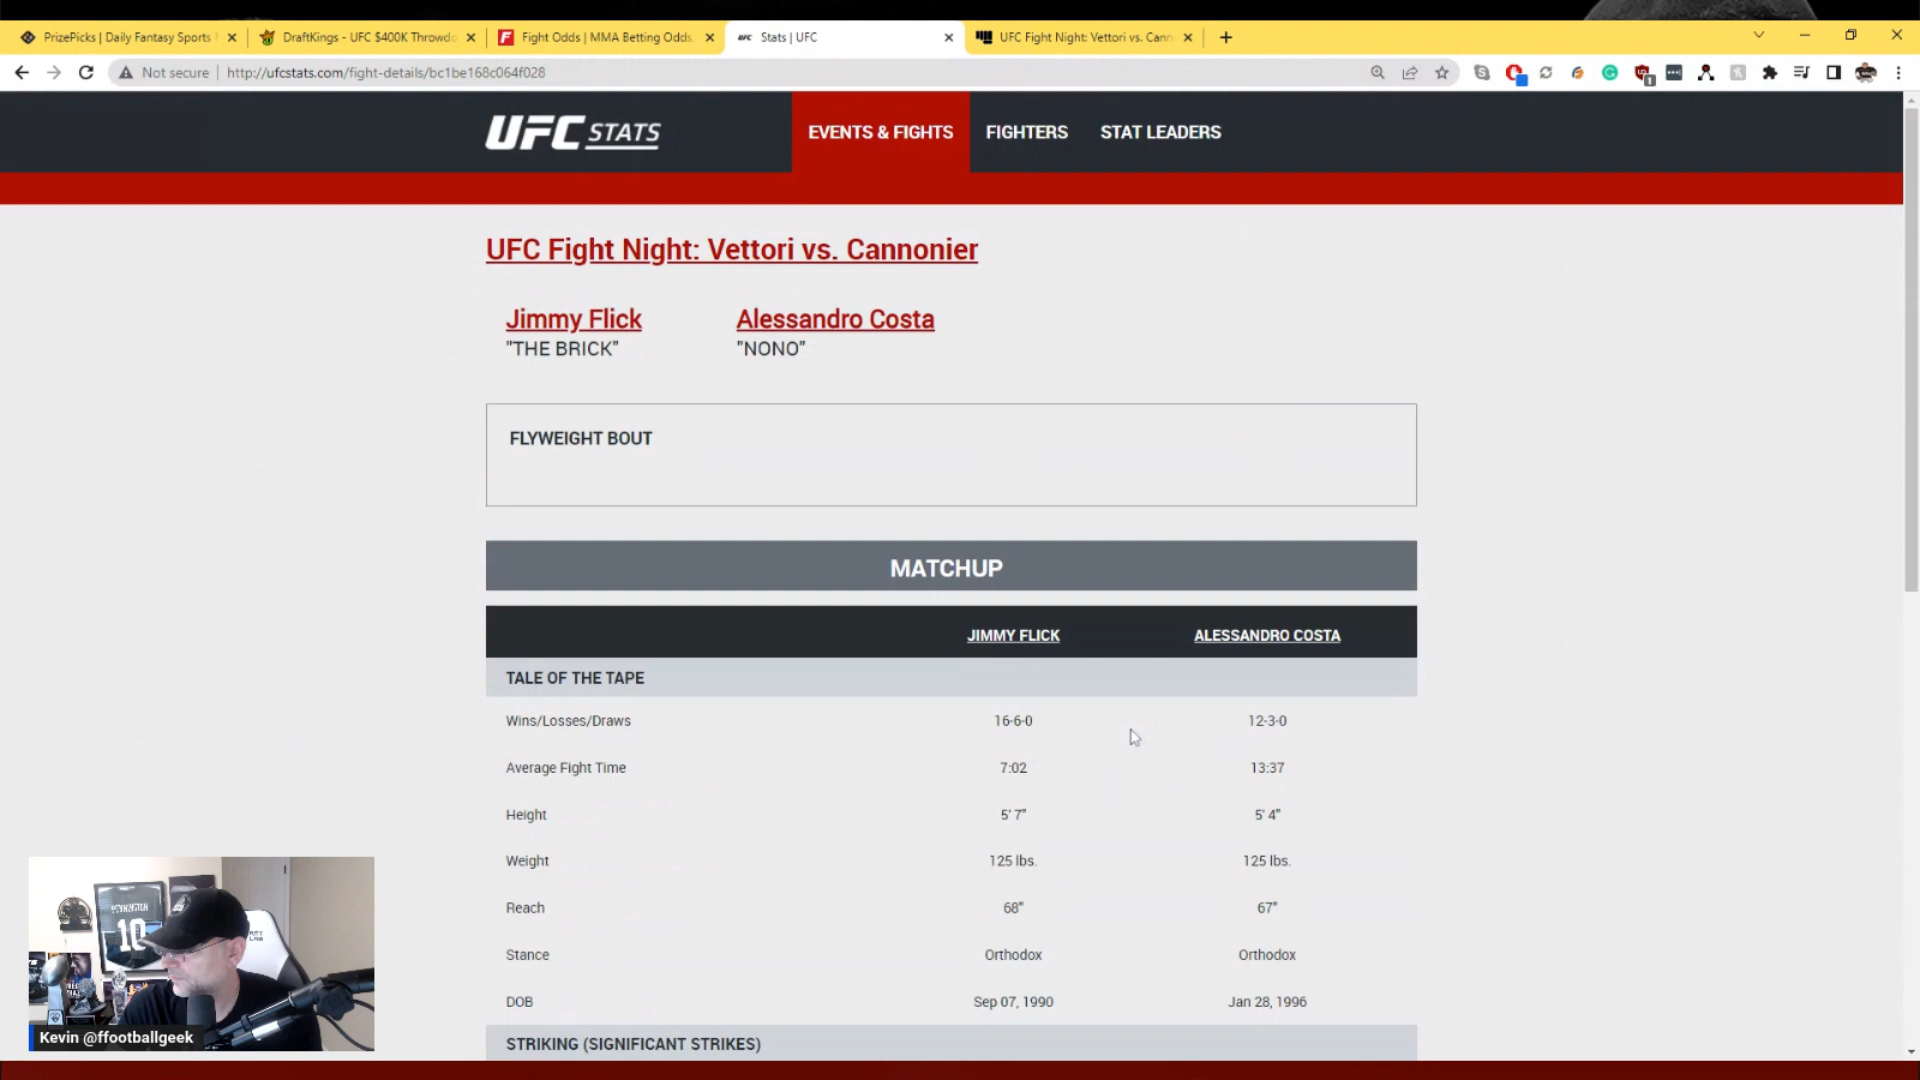 PrizePicks | Daily Fantasy Sports
DraftKings - UFC $400K Throwdo
Fight Odds | MMA Betting Odds,
UFC Stats | UFC
UFC Fight Night: Vettori vs. Cann
Not secure | http://ufcstats.com/fight-details/bc1be168c064f028
UFC STATS
EVENTS & FIGHTS FIGHTERS STAT LEADERS
UFC Fight Night: Vettori vs. Cannonier
Jimmy Flick Alessandro Costa
"THE BRICK" "NONO"
FLYWEIGHT BOUT
MATCHUP
JIMMY FLICK ALESSANDRO COSTA
TALE OF THE TAPE
Wins/Losses/Draws 16-6-0 12-3-0
Average Fight Time 7:02 13:37
Height 5' 7" 5' 4"
Weight 125 lbs. 125 lbs.
Reach 68" 67"
Stance Orthodox Orthodox
DOB Sep 07, 1990 Jan 28, 1996
STRIKING (SIGNIFICANT STRIKES)
10
Kevin @ffootballgeek